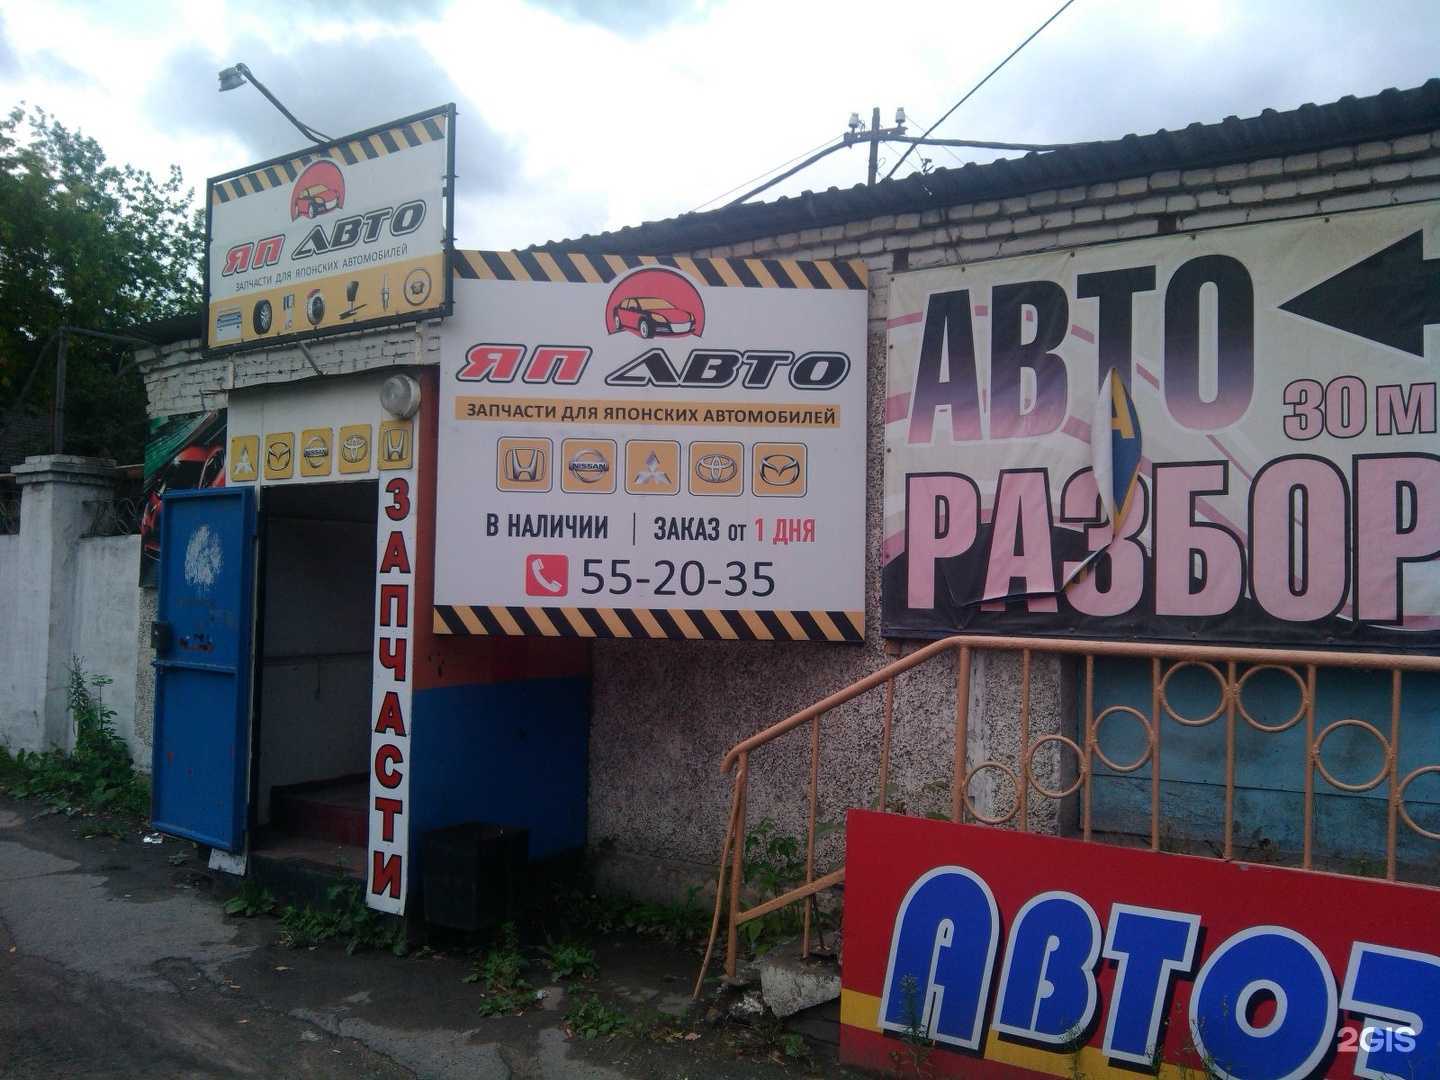 ЯП АВТО
ЗАПЧАСТИ ДЛЯ ЯПОНСКИХ АВТОМОБИЛЕЙ
ЗАПЧАСТИ
ЯП АВТО
ЗАПЧАСТИ ДЛЯ ЯПОНСКИХ АВТОМОБИЛЕЙ
NISSAN
В НАЛИЧИИ | ЗАКАЗ от 1 ДНЯ
55-20-35
АВТО
30 м
РАЗБОР
АВТО
2GIS